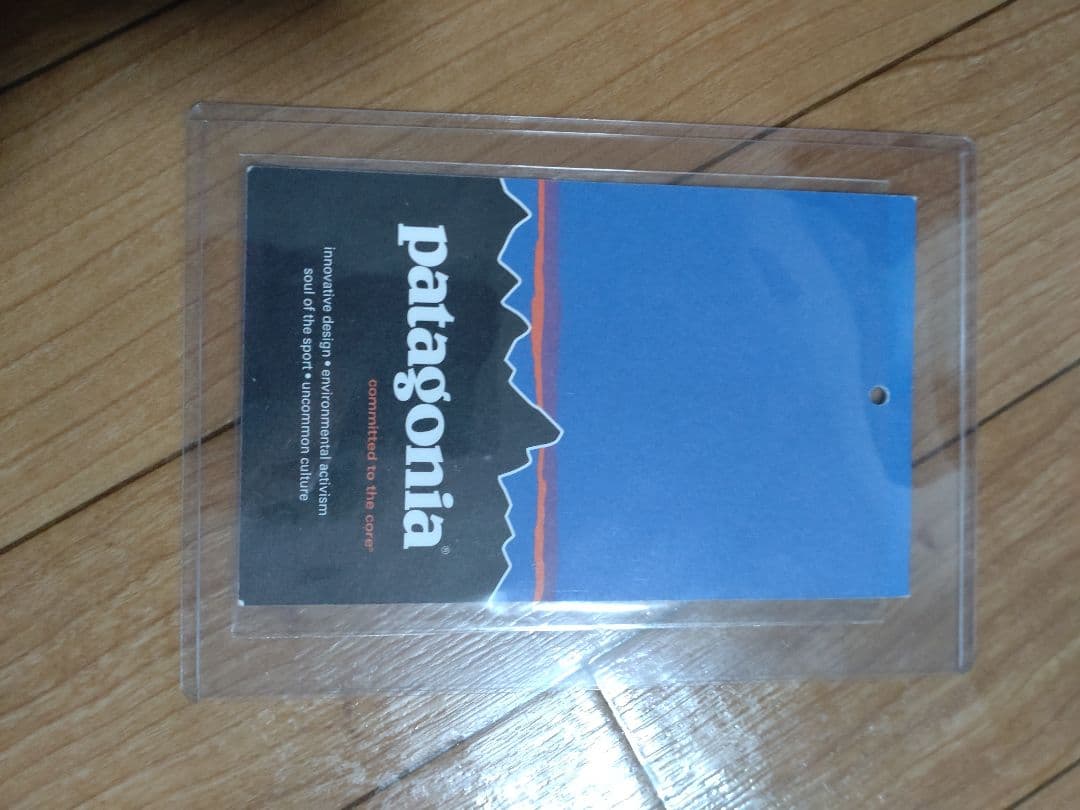 patagonia®
committed to the core®
innovative design • environmental activism
soul of the sport • uncommon culture